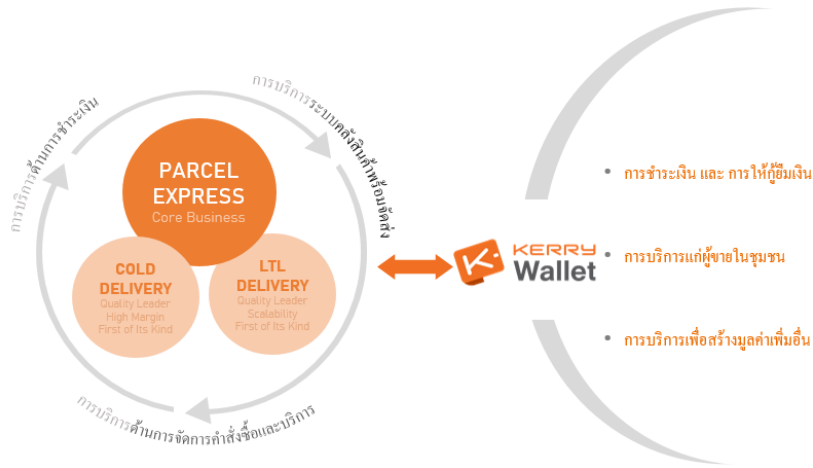 การบริการด้านการชำระเงิน
การบริการระบบคลังสินค้าพร้อมจัดส่ง
PARCEL
EXPRESS
Core Business
COLD
DELIVERY
Quality Leader
High Margin
First of Its Kind
LTL
DELIVERY
Quality Leader
Scalability
First of Its Kind
การบริการด้านการจัดการคำสั่งซื้อและบริการ
K
KERRY
Wallet
• การชำระเงิน และ การให้กู้ยืมเงิน
• การบริการแก่ผู้ขายในชุมชน
• การบริการเพื่อสร้างมูลค่าเพิ่มอื่น